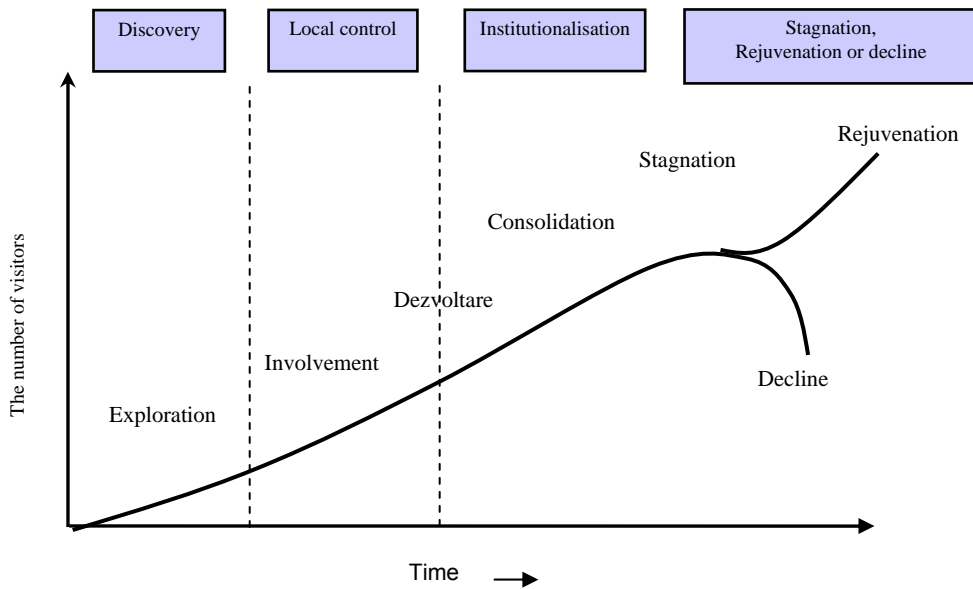 Discovery
Local control
Institutionalisation
Stagnation,
Rejuvenation or decline
Rejuvenation
Stagnation
Consolidation
Dezvoltare
Involvement
Decline
Exploration
The number of visitors
Time